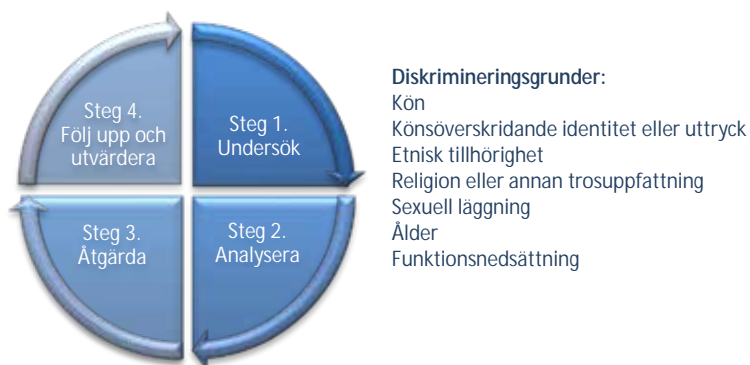 Steg 4.
Följ upp och
utvärdera
Steg 1.
Undersök
Steg 3.
Åtgärda
Steg 2.
Analysera
Diskrimineringsgrunder:
Kön
Könsöverskridande identitet eller uttryck
Etnisk tillhörighet
Religion eller annan trosuppfattning
Sexuell läggning
Ålder
Funktionsnedsättning